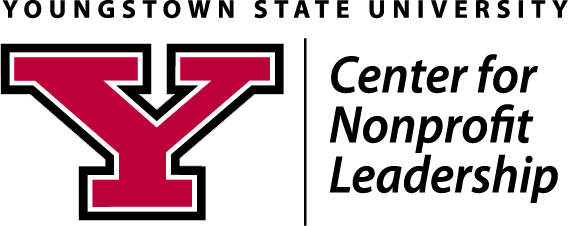 YOUNGSTOWN STATE UNIVERSITY
Y
Center for
Nonprofit
Leadership